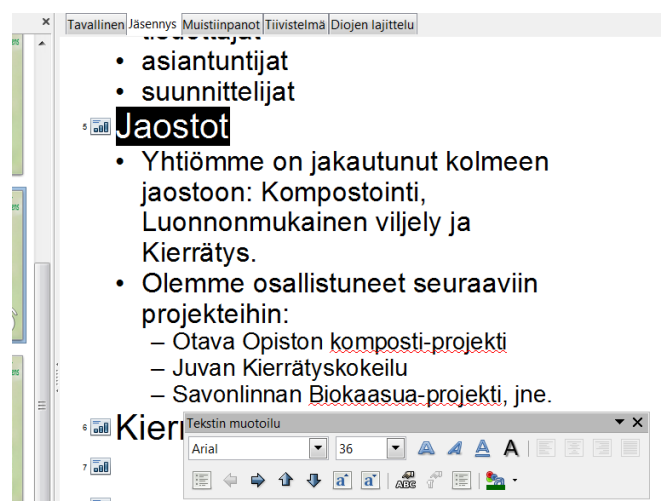 Tavallinen Jäsennys Muistiinpanot Tiivistelmä Diojen lajittelu
• asiantuntijat
• suunnittelijat
5 Jaostot
• Yhtiömme on jakautunut kolmeen
jaostoon: Kompostointi,
Luonnonmukainen viljely ja
Kierrätys.
• Olemme osallistuneet seuraaviin
projekteihin:
– Otava Opiston komposti-projekti
– Juvan Kierrätyskokeilu
– Savonlinnan Biokaasua-projekti, jne.
6
Tekstin muotoilu
Arial 36 A A A A
a a ABC
7